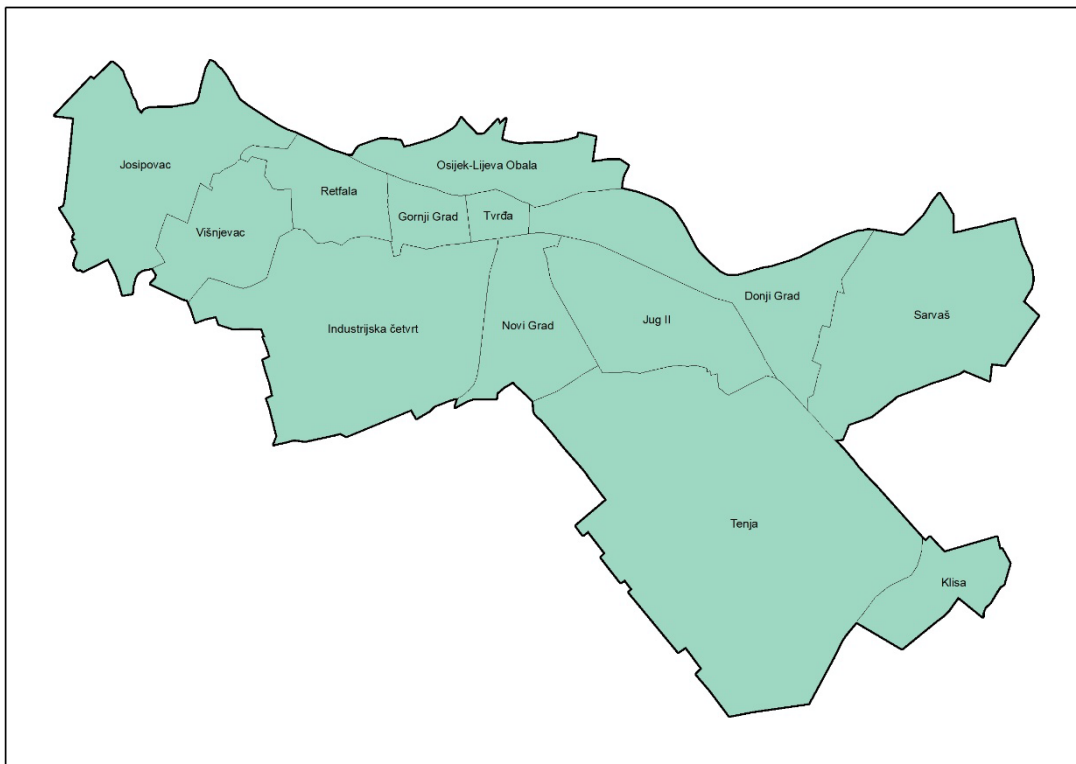 Josipovac
Osijek-Lijeva Obala
Retfala
Gornji Grad
Tvrđa
Višnjevac
Donji Grad
Sarvaš
Industrijska četvrt
Novi Grad
Jug II
Tenja
Klisa